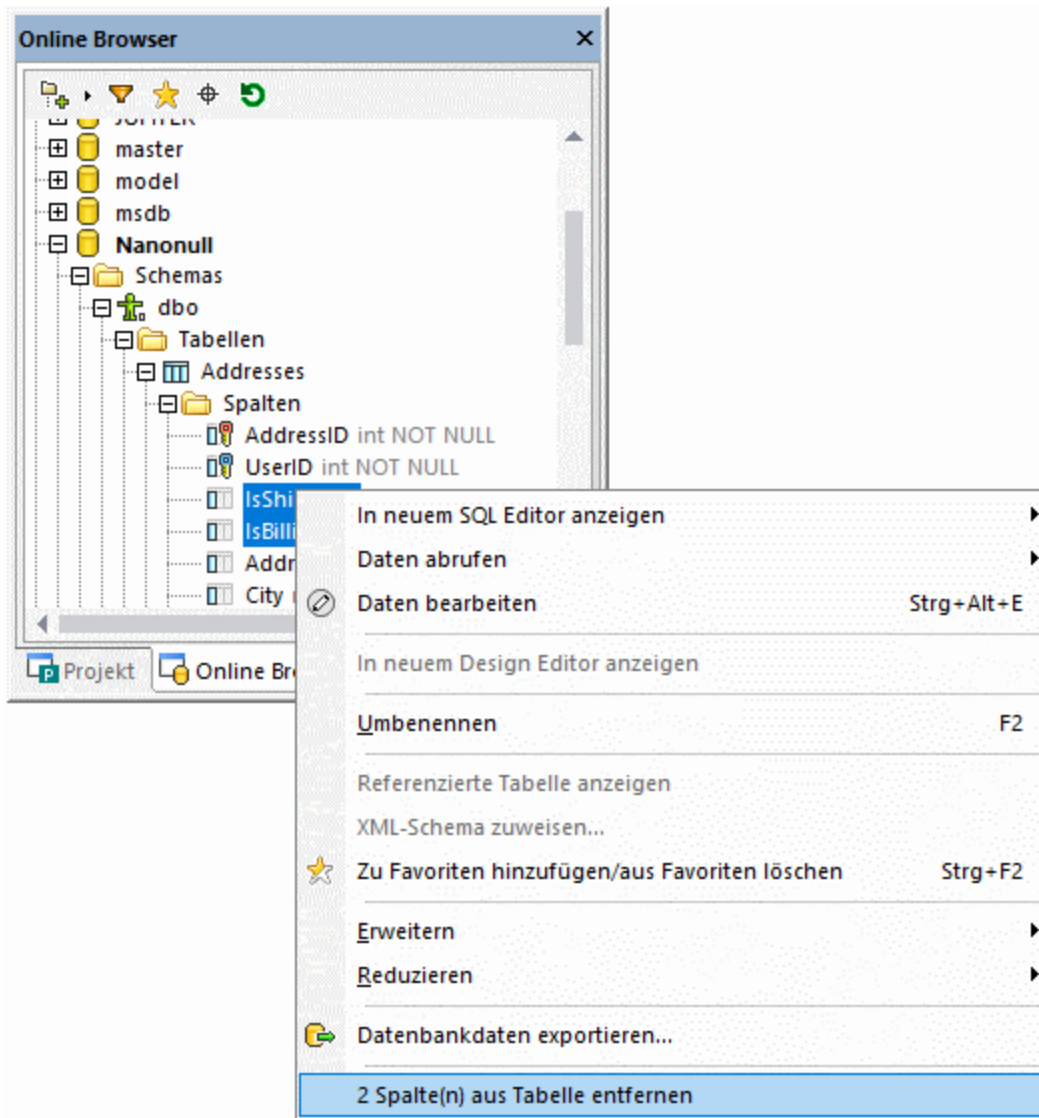 Online Browser
JUPITER
master
model
msdb
Nanonull
Schemas
dbo
Tabellen
Addresses
Spalten
AddressID int NOT NULL
UserID int NOT NULL
IsShi
IsBilli
Addr
City
Projekt
Online Br
In neuem SQL Editor anzeigen
Daten abrufen
Daten bearbeiten Strg+Alt+E
In neuem Design Editor anzeigen
Umbenennen F2
Referenzierte Tabelle anzeigen
XML-Schema zuweisen...
Zu Favoriten hinzufügen/aus Favoriten löschen Strg+F2
Erweitern
Reduzieren
Datenbankdaten exportieren...
2 Spalte(n) aus Tabelle entfernen